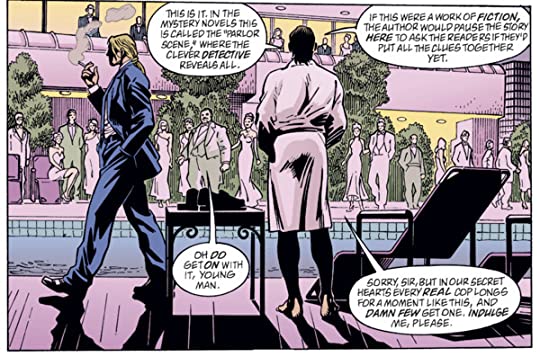 THIS IS IT. IN THE
MYSTERY NOVELS THIS
IS CALLED THE "PARLOR
SCENE," WHERE THE
CLEVER DETECTIVE
REVEALS ALL.
IF THIS WERE A WORK OF FICTION,
THE AUTHOR WOULD PAUSE THE STORY
HERE TO ASK THE READERS IF THEY'D
PUT ALL THE CLUES TOGETHER
YET.
OH DO
GET ON WITH
IT, YOUNG
MAN.
SORRY, SIR, BUT IN OUR SECRET
HEARTS EVERY REAL COP LONGS
FOR A MOMENT LIKE THIS, AND
DAMN FEW GET ONE. INDULGE
ME, PLEASE.